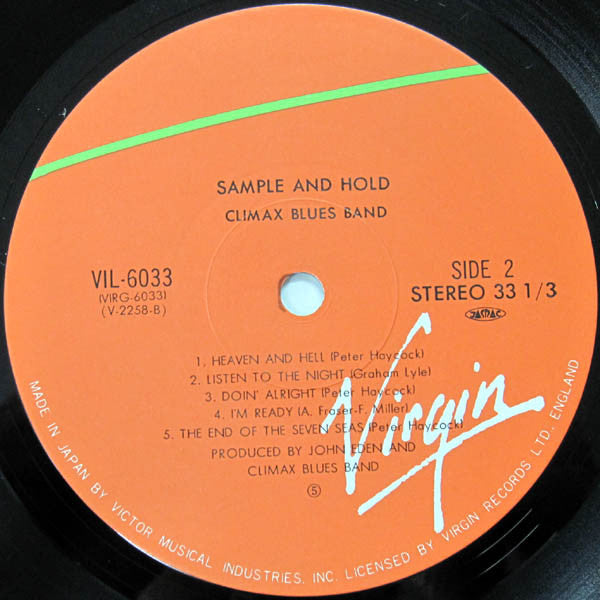 SAMPLE AND HOLD
CLIMAX BLUES BAND
VIL-6033
(VIRG-6033)
(V-2258-B)
SIDE 2
STEREO 33 1/3
JASRAC
1. HEAVEN AND HELL (Peter Haycock)
2. LISTEN TO THE NIGHT (Graham Lyle)
3. DOIN' ALRIGHT (Peter Haycock)
4. I'M READY (A. Fraser-F. Miller)
5. THE END OF THE SEVEN SEAS (Peter Haycock)
PRODUCED BY JOHN EDEN AND
CLIMAX BLUES BAND
5
Virgin
MADE IN JAPAN BY VICTOR MUSICAL INDUSTRIES, INC. LICENSED BY VIRGIN RECORDS LTD., ENGLAND